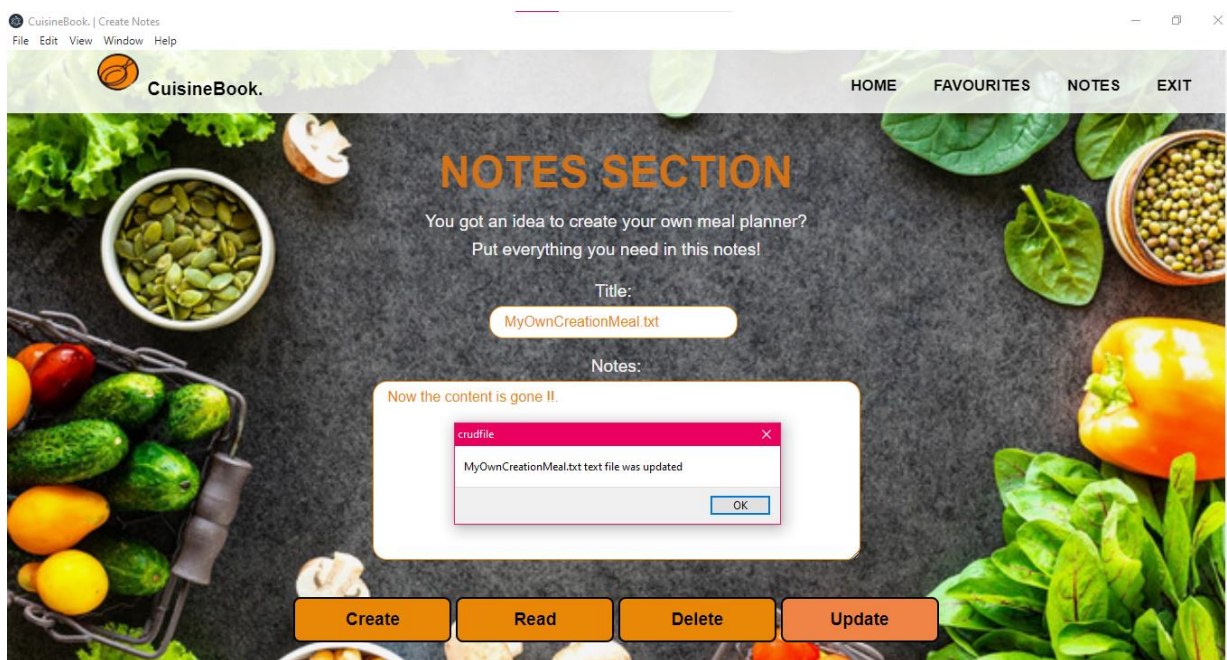 CuisineBook. | Create Notes
File Edit View Window Help
CuisineBook.
HOME FAVOURITES NOTES EXIT
NOTES SECTION
You got an idea to create your own meal planner?
Put everything you need in this notes!
Title:
MyOwnCreationMeal.txt
Notes:
Now the content is gone !!.
crudfile
MyOwnCreationMeal.txt text file was updated
OK
Create Read Delete Update